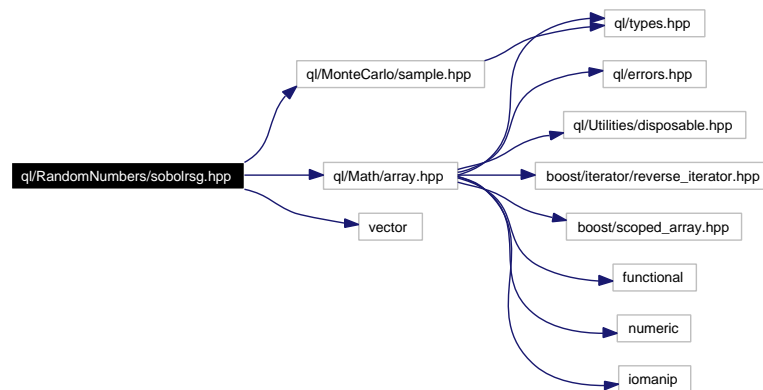 ql/types.hpp
ql/MonteCarlo/sample.hpp
ql/errors.hpp
ql/Utilities/disposable.hpp
ql/RandomNumbers/sobolrsg.hpp
ql/Math/array.hpp
boost/iterator/reverse_iterator.hpp
vector
boost/scoped_array.hpp
functional
numeric
iomanip